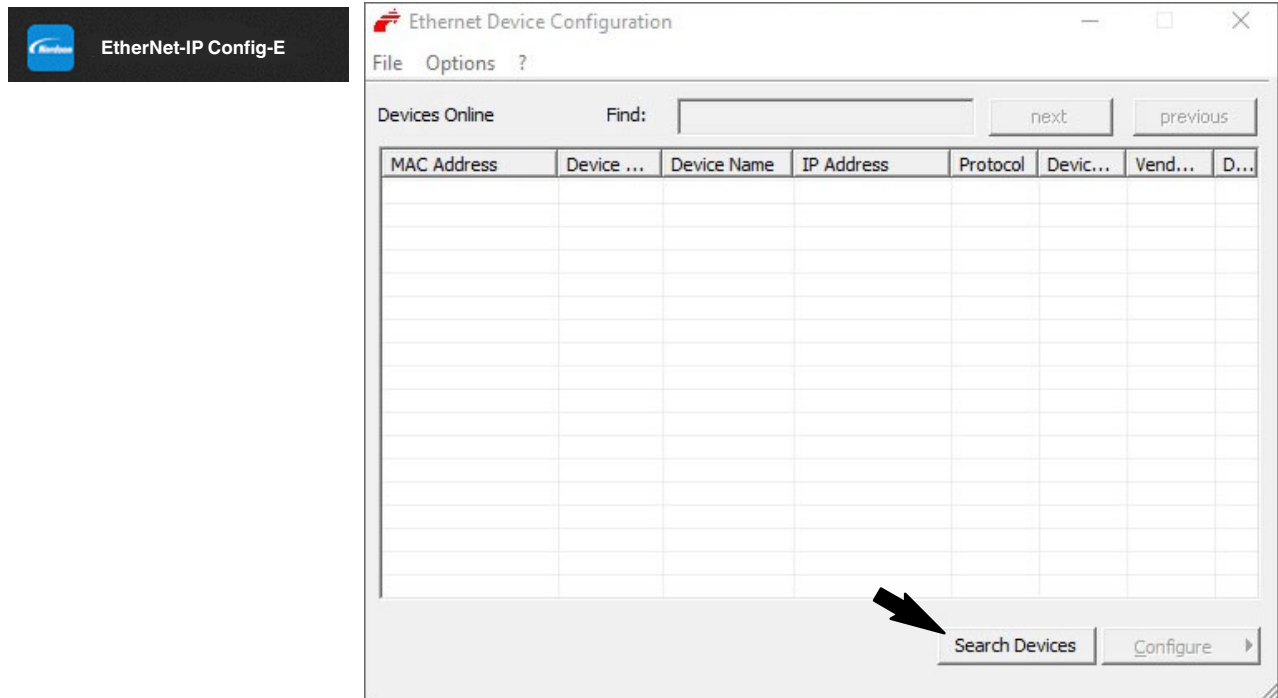 Nordson
EtherNet-IP Config-E
Ethernet Device Configuration
File Options ?
Devices Online Find: next previous
MAC Address Device ... Device Name IP Address Protocol Devic... Vend... D...
Search Devices Configure